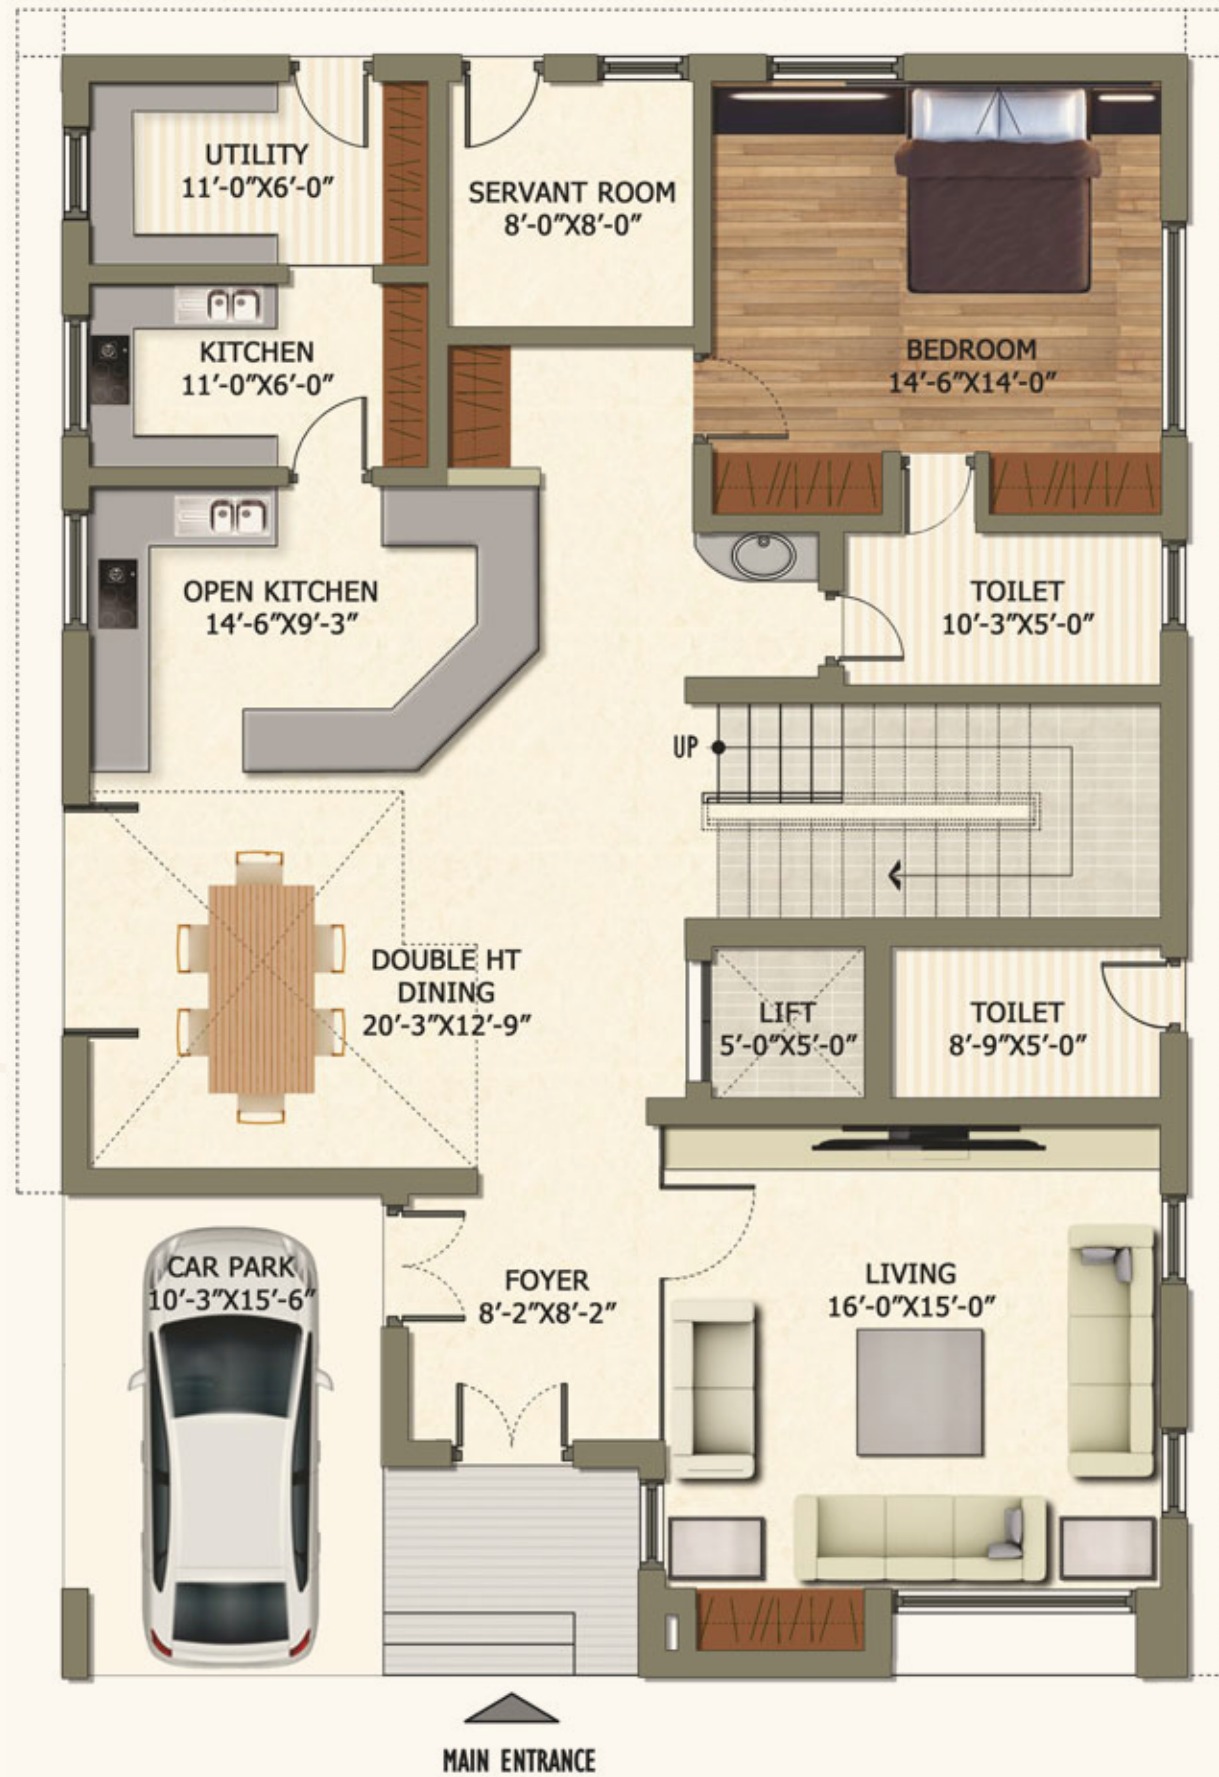 UTILITY
11'-0"X6'-0"
SERVANT ROOM
8'-0"X8'-0"
KITCHEN
11'-0"X6'-0"
BEDROOM
14'-6"X14'-0"
OPEN KITCHEN
14'-6"X9'-3"
TOILET
10'-3"X5'-0"
UP
DOUBLE HT
DINING
20'-3"X12'-9"
LIFT
5'-0"X5'-0"
TOILET
8'-9"X5'-0"
CAR PARK
10'-3"X15'-6"
FOYER
8'-2"X8'-2"
LIVING
16'-0"X15'-0"
MAIN ENTRANCE